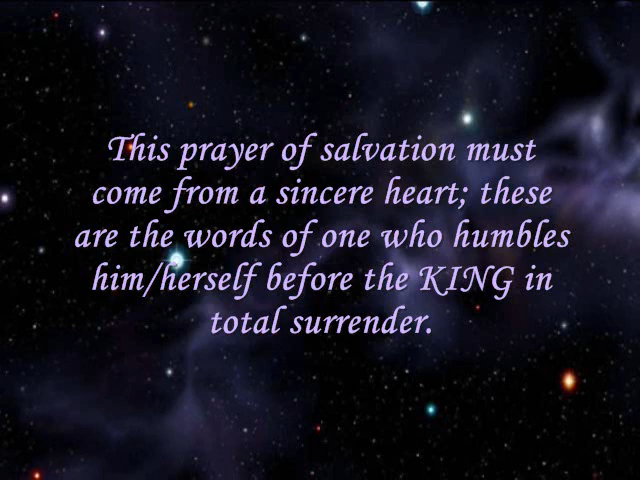 This prayer of salvation must
come from a sincere heart; these
are the words of one who humbles
him/herself before the KING in
total surrender.